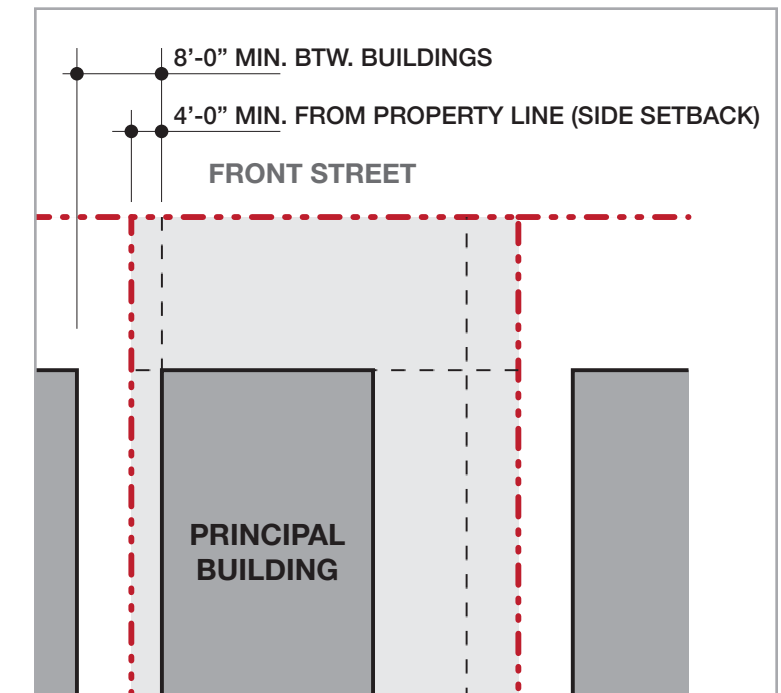 8’-0” MIN. BTW. BUILDINGS
4’-0” MIN. FROM PROPERTY LINE (SIDE SETBACK)
FRONT STREET
PRINCIPAL
BUILDING